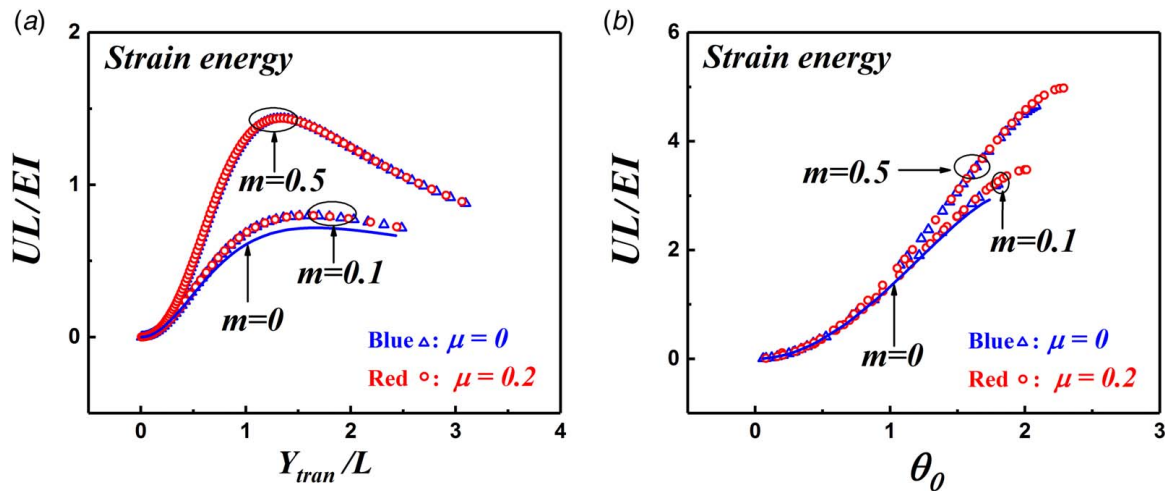 (a)
Strain energy
UL/EI
2
1
0
m=0.5
m=0.1
m=0
Blue △: μ = 0
Red ○: μ = 0.2
0 1 2 3 4
Y_tran /L
(b)
Strain energy
UL/EI
6
4
2
0
m=0.5
m=0.1
m=0
Blue △: μ = 0
Red ○: μ = 0.2
0 1 2 3
θ_0